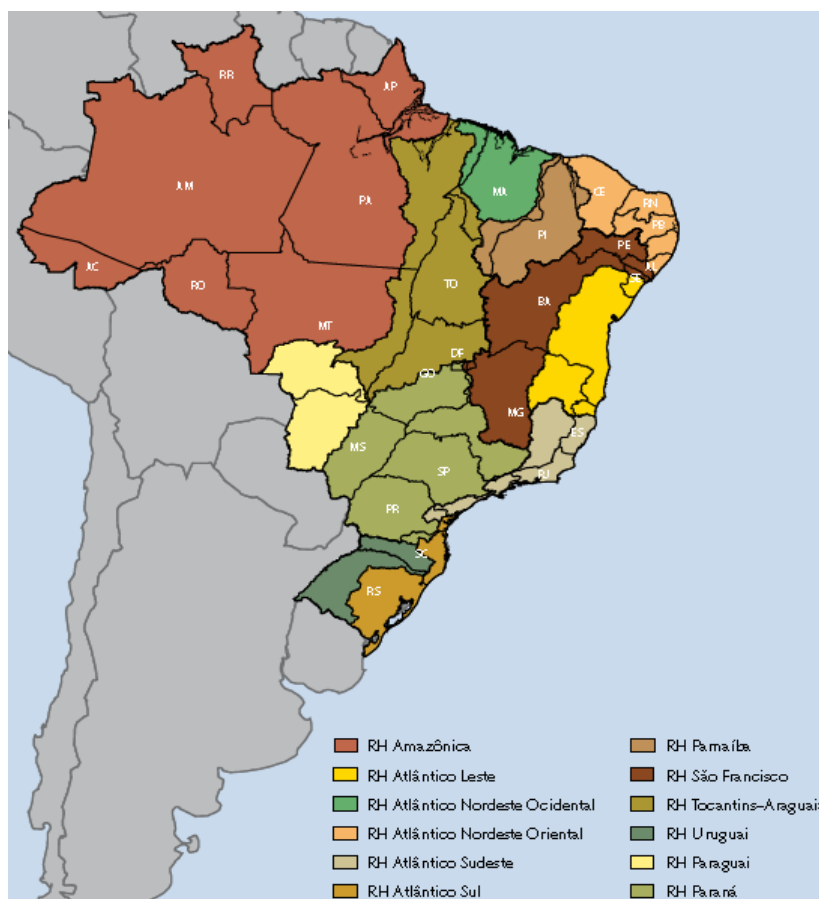 RR
AP
AM
PA
MA
CE
RN
PB
PI
PE
AL
AC
RO
TO
BA
SE
MT
DF
GO
MG
MS
ES
SP
RJ
PR
SC
RS
RH Amazônica
RH Atlântico Leste
RH Atlântico Nordeste Ocidental
RH Atlântico Nordeste Oriental
RH Atlântico Sudeste
RH Atlântico Sul
RH Parnaíba
RH São Francisco
RH Tocantins-Araguai
RH Uruguai
RH Paraguai
RH Paraná